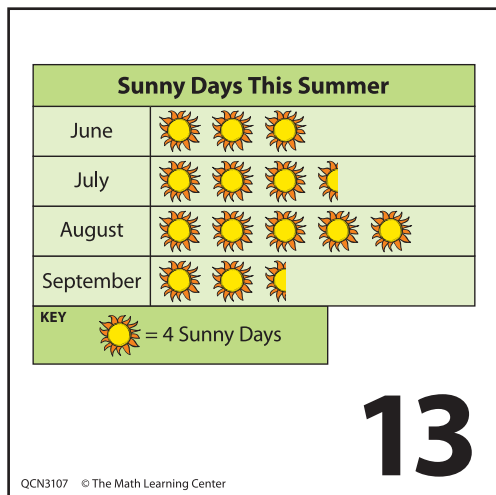 Sunny Days This Summer
June
July
August
September
KEY
= 4 Sunny Days
13
QCN3107 © The Math Learning Center